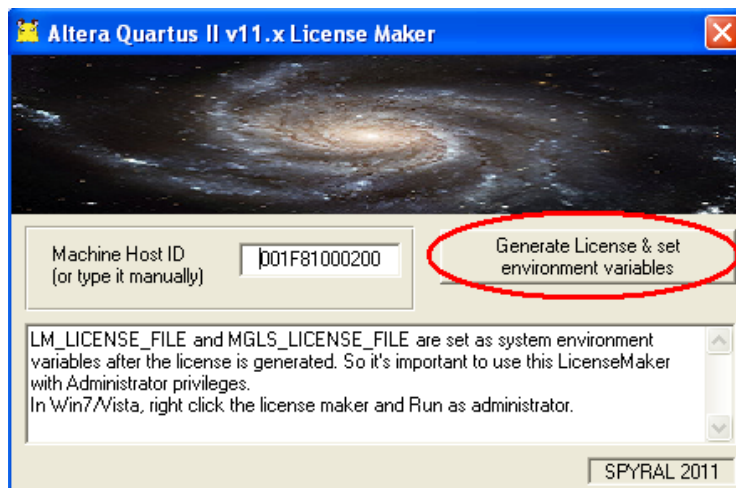 Altera Quartus II v11.x License Maker
Machine Host ID
(or type it manually)
001F81000200
Generate License & set
environment variables
LM_LICENSE_FILE and MGLS_LICENSE_FILE are set as system environment
variables after the license is generated. So it's important to use this LicenseMaker
with Administrator privileges.
In Win7/Vista, right click the license maker and Run as administrator.
SPYRAL 2011